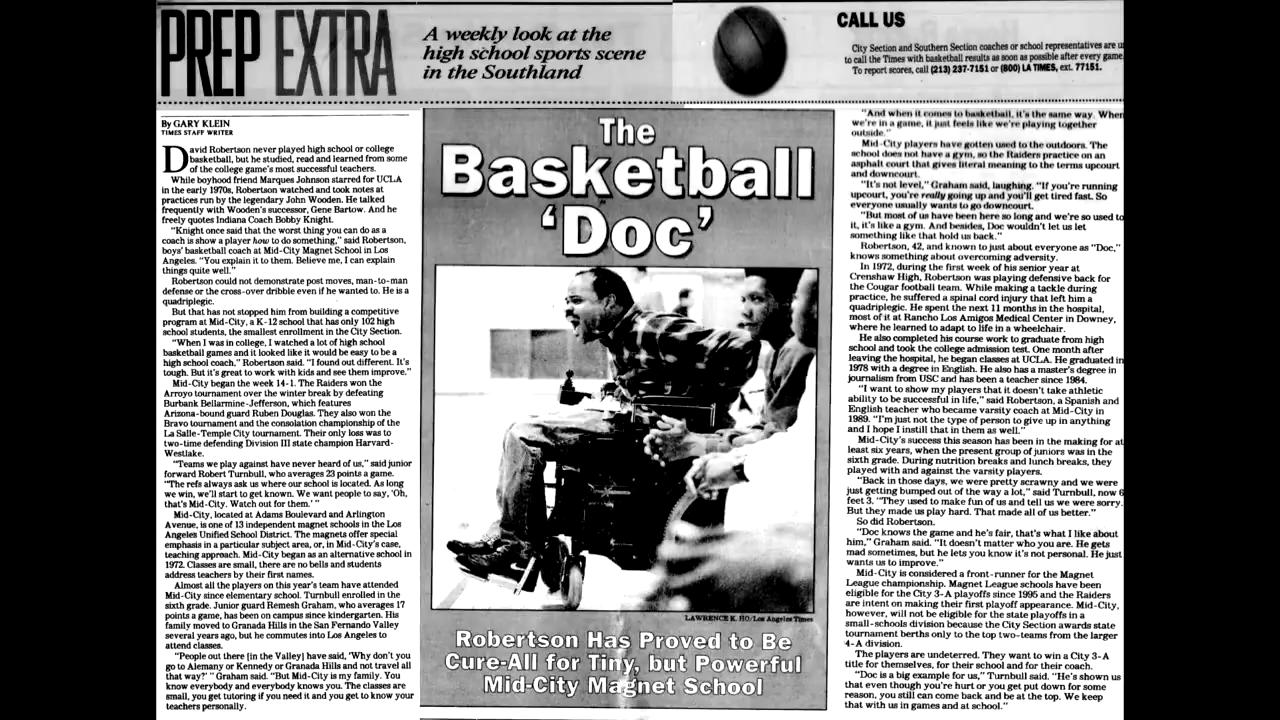 PREP EXTRA
A weekly look at the
high school sports scene
in the Southland
CALL US
City Section and Southern Section coaches or school representatives are
to call the Times with basketball results as soon as possible after every game.
To report scores, call (213) 237-7151 or (800) LA TIMES, ext. 77151.
By GARY KLEIN
TIMES STAFF WRITER
David Robertson never played high school or college
basketball, but he studied, read and learned from some
of the college game's most successful teachers.
While boyhood friend Marques Johnson starred for UCLA
in the early 1970s, Robertson watched and took notes at
practices run by the legendary John Wooden. He talked
frequently with Wooden's successor, Gene Bartow. And he
freely quotes Indiana Coach Bobby Knight.
"Knight once said that the worst thing you can do as a
coach is show a player how to do something," said Robertson,
boys' basketball coach at Mid-City Magnet School in Los
Angeles. "You explain it to them. Believe me, I can explain
things quite well."
Robertson could not demonstrate post moves, man-to-man
defense or the cross-over dribble even if he wanted to. He is a
quadriplegic.
But that has not stopped him from building a competitive
program at Mid-City, a K-12 school that has only 102 high
school students, the smallest enrollment in the City Section.
"When I was in college, I watched a lot of high school
basketball games and it looked like it would be easy to be a
high school coach," Robertson said. "I found out different. It's
tough. But it's great to work with kids and see them improve."
Mid-City began the week 14-1. The Raiders won the
Arroyo tournament over the winter break by defeating
Burbank Bellarmine-Jefferson, which features
Arizona-bound guard Ruben Douglas. They also won the
Bravo tournament and the consolation championship of the
La Salle-Temple City tournament. Their only loss was to
two-time defending Division III state champion Harvard-
Westlake.
"Teams we play against have never heard of us," said junior
forward Robert Turnbull, who averages 23 points a game.
"The refs always ask us where our school is located. As long
we win, we'll start to get known. We want people to say, 'Oh,
that's Mid-City. Watch out for them.' "
Mid-City, located at Adams Boulevard and Arlington
Avenue, is one of 13 independent magnet schools in the Los
Angeles Unified School District. The magnets offer special
emphasis in a particular subject area, or, in Mid-City's case,
teaching approach. Mid-City began as an alternative school in
1972. Classes are small, there are no bells and students
address teachers by their first names.
Almost all the players on this year's team have attended
Mid-City since elementary school. Turnbull enrolled in the
sixth grade. Junior guard Remesh Graham, who averages 17
points a game, has been on campus since kindergarten. His
family moved to Granada Hills in the San Fernando Valley
several years ago, but he commutes into Los Angeles to
attend classes.
"People out there [in the Valley] have said, 'Why don't you
go to Alemany or Kennedy or Granada Hills and not travel all
that way?' " Graham said. "But Mid-City is my family. You
know everybody and everybody knows you. The classes are
small, you get tutoring if you need it and you get to know your
teachers personally.
The
Basketball
'Doc'
LAWRENCE K. HO/Los Angeles Times
Robertson Has Proved to Be
Cure-All for Tiny, but Powerful
Mid-City Magnet School
"And when it comes to basketball, it's the same way. When
we're in a game, it just feels like we're playing together
outside."
Mid-City players have gotten used to the outdoors. The
school does not have a gym, so the Raiders practice on an
asphalt court that gives literal meaning to the terms upcourt
and downcourt.
"It's not level," Graham said, laughing. "If you're running
upcourt, you're really going up and you'll get tired fast. So
everyone usually wants to go downcourt.
"But most of us have been here so long and we're so used to
it, it's like a gym. And besides, Doc wouldn't let us let
something like that hold us back."
Robertson, 42, and known to just about everyone as "Doc,"
knows something about overcoming adversity.
In 1972, during the first week of his senior year at
Crenshaw High, Robertson was playing defensive back for
the Cougar football team. While making a tackle during
practice, he suffered a spinal cord injury that left him a
quadriplegic. He spent the next 11 months in the hospital,
most of it at Rancho Los Amigos Medical Center in Downey,
where he learned to adapt to life in a wheelchair.
He also completed his course work to graduate from high
school and took the college admission test. One month after
leaving the hospital, he began classes at UCLA. He graduated in
1978 with a degree in English. He also has a master's degree in
journalism from USC and has been a teacher since 1984.
"I want to show my players that it doesn't take athletic
ability to be successful in life," said Robertson, a Spanish and
English teacher who became varsity coach at Mid-City in
1989. "I'm just not the type of person to give up in anything
and I hope I instill that in them as well."
Mid-City's success this season has been in the making for at
least six years, when the present group of juniors was in the
sixth grade. During nutrition breaks and lunch breaks, they
played with and against the varsity players.
"Back in those days, we were pretty scrawny and we were
just getting bumped out of the way a lot," said Turnbull, now 6
feet 3. "They used to make fun of us and tell us we were sorry.
But they made us play hard. That made all of us better."
So did Robertson.
"Doc knows the game and he's fair, that's what I like about
him," Graham said. "It doesn't matter who you are. He gets
mad sometimes, but he lets you know it's not personal. He just
wants us to improve."
Mid-City is considered a front-runner for the Magnet
League championship. Magnet League schools have been
eligible for the City 3-A playoffs since 1995 and the Raiders
are intent on making their first playoff appearance. Mid-City,
however, will not be eligible for the state playoffs in a
small-schools division because the City Section awards state
tournament berths only to the top two-teams from the larger
4-A division.
The players are undeterred. They want to win a City 3-A
title for themselves, for their school and for their coach.
"Doc is a big example for us," Turnbull said. "He's shown us
that even though you're hurt or you get put down for some
reason, you still can come back and be at the top. We keep
that with us in games and at school."